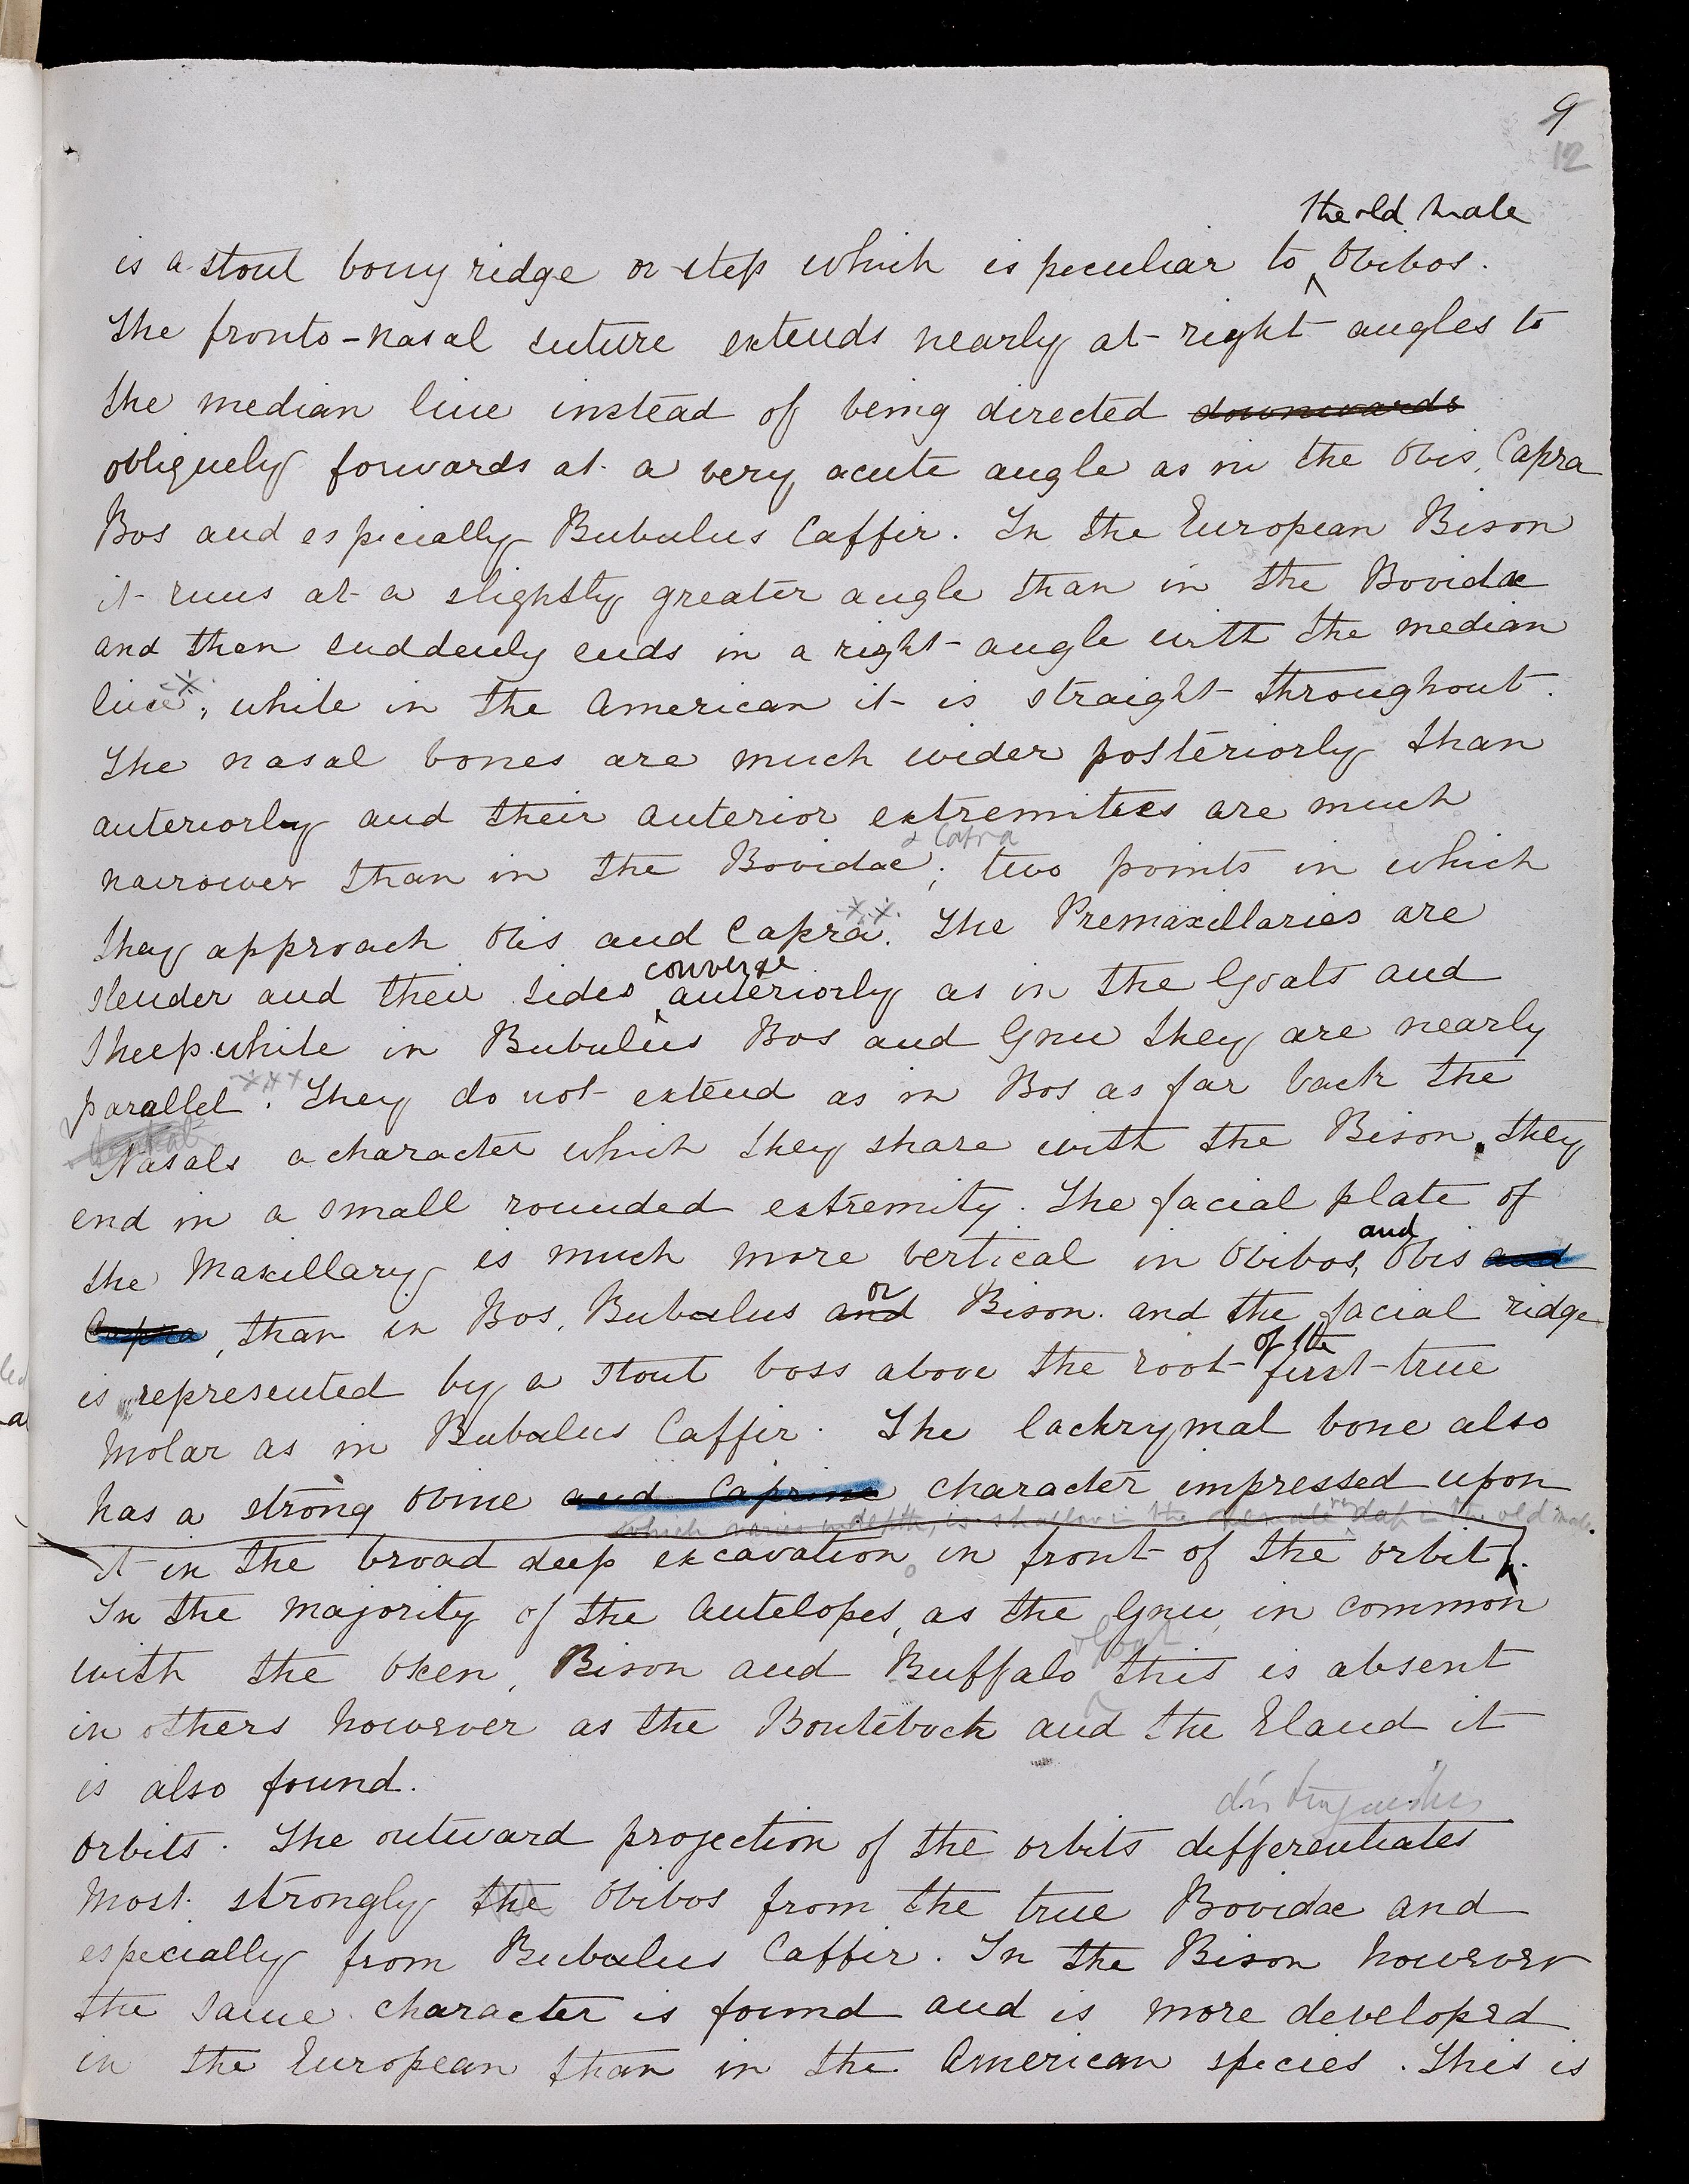 9
12
the old male
is a stout bony ridge or step which is peculiar to Ovibos.
The fronto-nasal suture extends nearly at right angles to
the median line instead of being directed downwards
obliquely forwards at a very acute angle as in the Ovis, Capra
Bos and especially Bubulus Caffir. In the European Bison
it runs at a slightly greater angle than in the Bovidae
and then suddenly ends in a right angle with the median
line*, while in the American it is straight throughout.
The nasal bones are much wider posteriorly than
anteriorly and their anterior extremities are much
& Capra
narrower than in the Bovidae; two points in which
they approach Ovis and Capra. ** The Premaxillaries are
converge
slender and their sides anteriorly as in the Goats and
Sheep while in Bubulus Bos and Gnu they are nearly
parallel ***. They do not extend as in Bos as far back the
Nasals a character which they share with the Bison. they
end in a small rounded extremity. The facial plate of
and
the Maxillary is much more vertical in Ovibos, Ovis and
or
Capra, than in Bos, Bubalus and Bison. and the facial ridge
of the
is represented by a stout boss above the root first true
Molar as in Bubalus Caffir. The lachrymal bone also
has a strong Ovine and Caprine character impressed upon
which varies in depth, is shallow in the female deep in the old male.
it in the broad deep excavation in front of the orbit.
In the majority of the Antelopes, as the Gnu, in common
& Goat
with the Oxen, Bison and Buffalo this is absent
in others however as the Bontebock and the Eland it
is also found.
distinguishes
Orbits. The outward projection of the orbits differentiates
most strongly the Ovibos from the true Bovidae and
especially from Bubalus Caffir. In the Bison however
the same character is found and is more developed
in the European than in the American species. This is